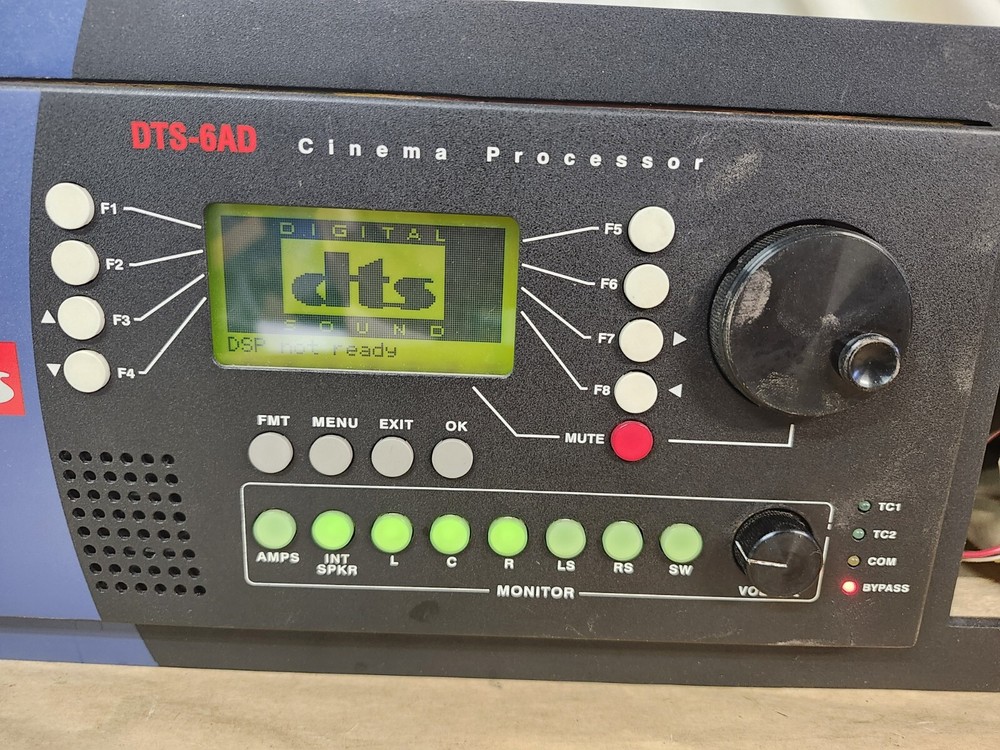 DTS-6AD Cinema Processor
F1
F2
F3
F4
DIGITAL
dts
SOUND
DSP not ready
F5
F6
F7
F8
MUTE
FMT MENU EXIT OK
AMPS INT SPKR L C R LS RS SW
MONITOR
TC1
TC2
COM
BYPASS